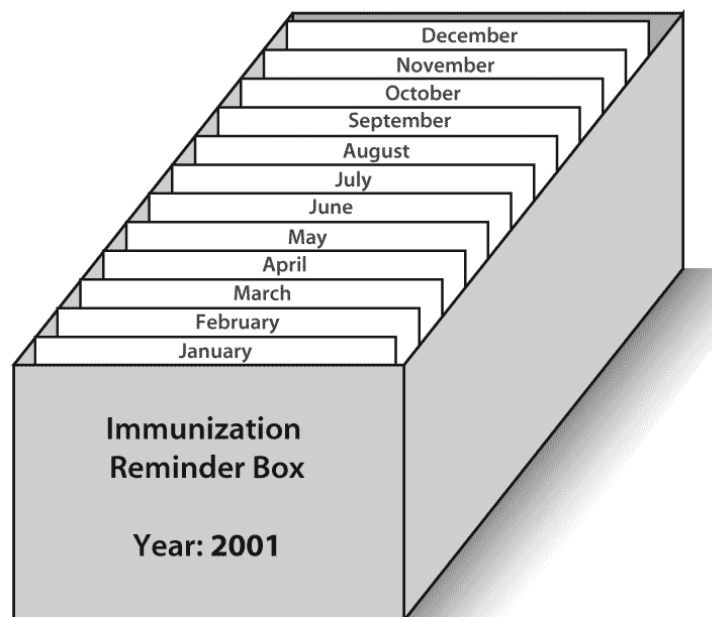 December
November
October
September
August
July
June
May
April
March
February
January
Immunization
Reminder Box
Year: 2001